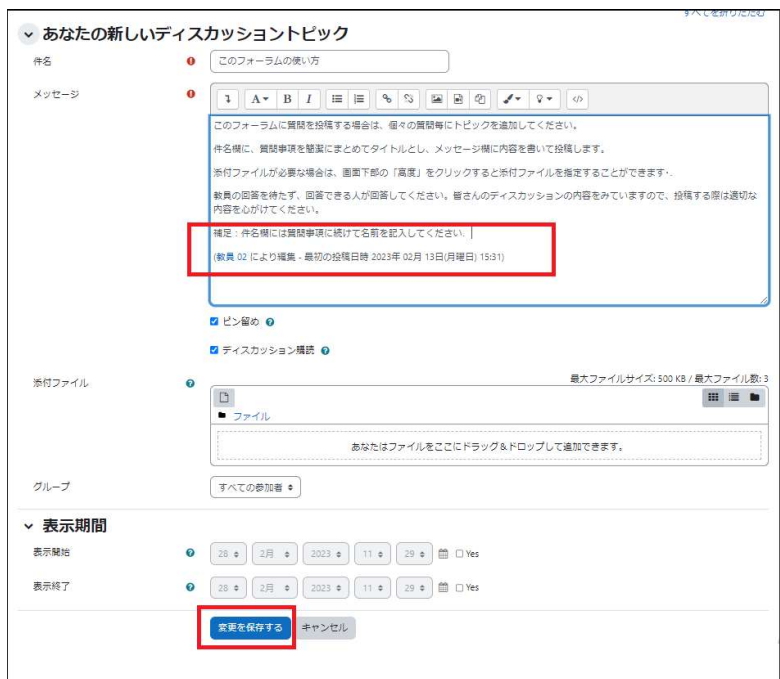 すべてを折りたたむ
あなたの新しいディスカッショントピック
件名
このフォーラムの使い方
メッセージ
A B I
このフォーラムに質問を投稿する場合は、個々の質問毎にトピックを追加してください。
件名欄に、質問事項を簡潔にまとめてタイトルとし、メッセージ欄に内容を書いて投稿します。
添付ファイルが必要な場合は、画面下部の「高度」をクリックすると添付ファイルを指定することができます・.
教員の回答を待たず、回答できる人が回答してください。皆さんのディスカッションの内容をみていますので、投稿する際は適切な
内容を心がけてください。
補足：件名欄には質問事項に続けて名前を記入してください.
(教員 02 により編集 - 最初の投稿日時 2023年 02月 13日(月曜日) 15:31)
ピン留め
ディスカッション購読
添付ファイル
最大ファイルサイズ: 500 KB / 最大ファイル数: 3
ファイル
あなたはファイルをここにドラッグ＆ドロップして追加できます。
グループ
すべての参加者
表示期間
表示開始 28 2月 2023 11 29 Yes
表示終了 28 2月 2023 11 29 Yes
変更を保存する キャンセル